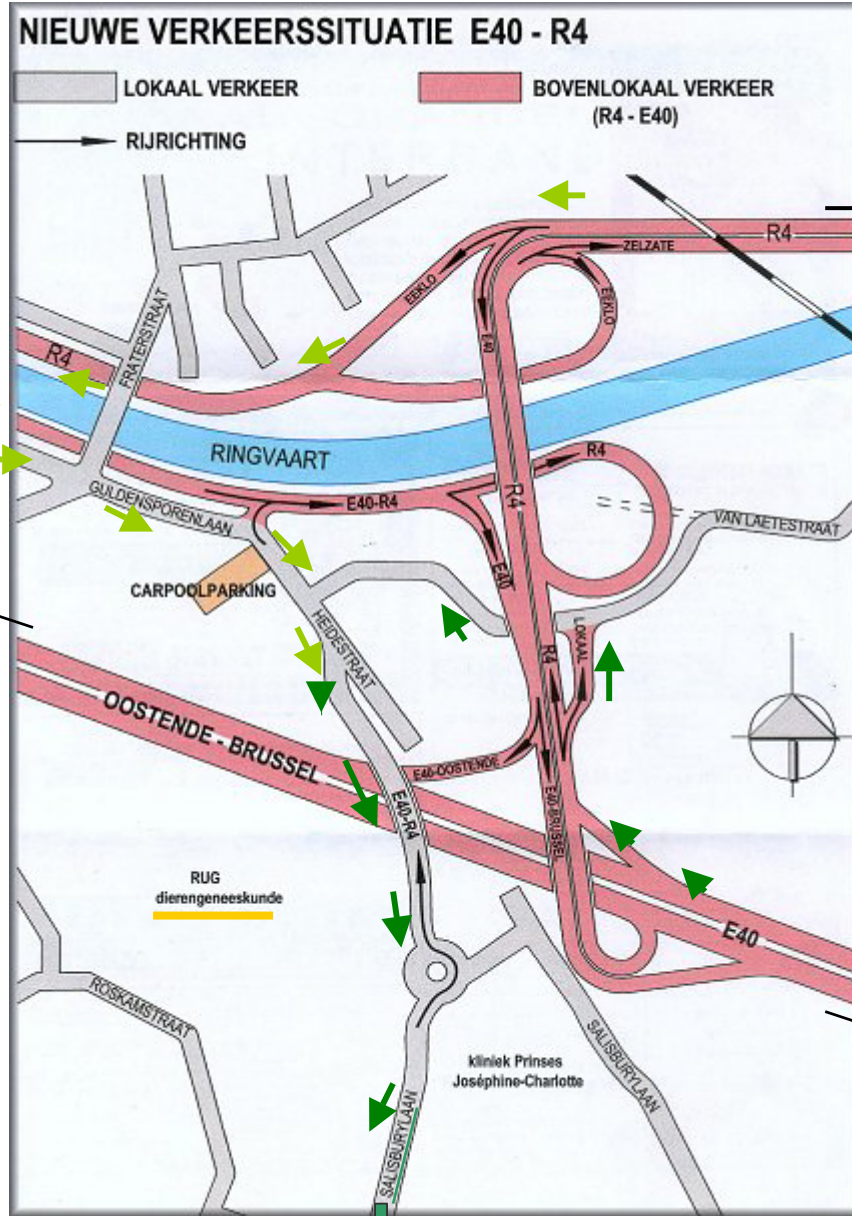 NIEUWE VERKEERSSITUATIE E40 - R4
LOKAAL VERKEER
BOVENLOKAAL VERKEER
(R4 - E40)
RIJRICHTING
R4
ZELZATE
EEKLO
EEKLO
E40
FRATERSTRAAT
R4
RINGVAART
R4
R4
E40-R4
GULDENSPORENLAAN
VAN LAETESTRAAT
E40
CARPOOLPARKING
HEIDESTRAAT
LOKAAL
R4
OOSTENDE - BRUSSEL
E40-OOSTENDE
E40-R4
E40-BRUSSEL
RUG
dierengeneeskunde
E40
ROSKAMSTRAAT
kliniek Prinses
Joséphine-Charlotte
SALISBURYLAAN
SALISBURYLAAN